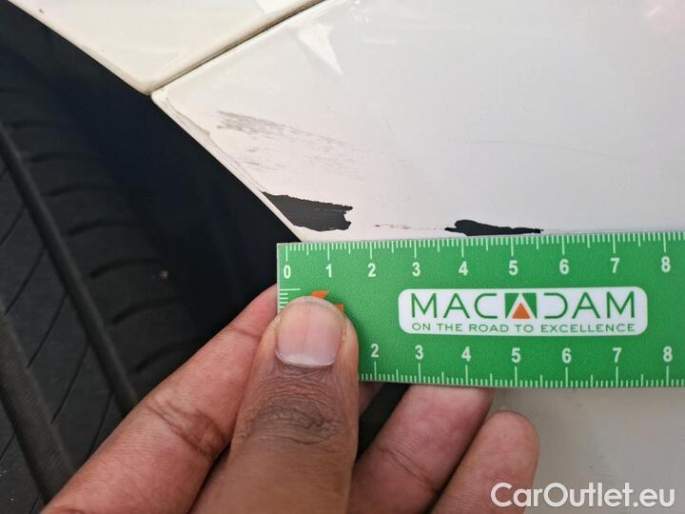 0 1 2 3 4 5 6 7 8
MACADAM
ON THE ROAD TO EXCELLENCE
2 3 4 5 6 7 8
CarOutlet.eu